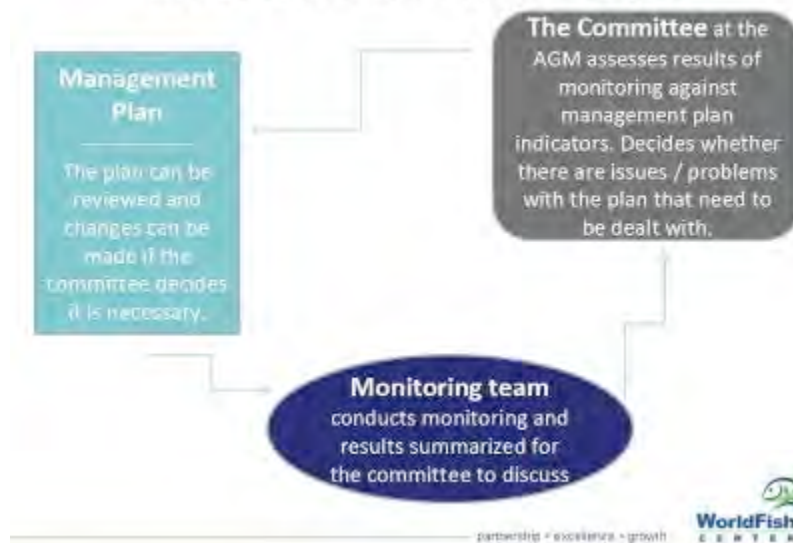 Management
Plan
The plan can be
reviewed and
changes can be
made if the
committee decides
it is necessary.
The Committee at the
AGM assesses results of
monitoring against
management plan
indicators. Decides whether
there are issues / problems
with the plan that need to
be dealt with.
Monitoring team
conducts monitoring and
results summarized for
the committee to discuss
partnership • excellence • growth
WorldFish
CENTER